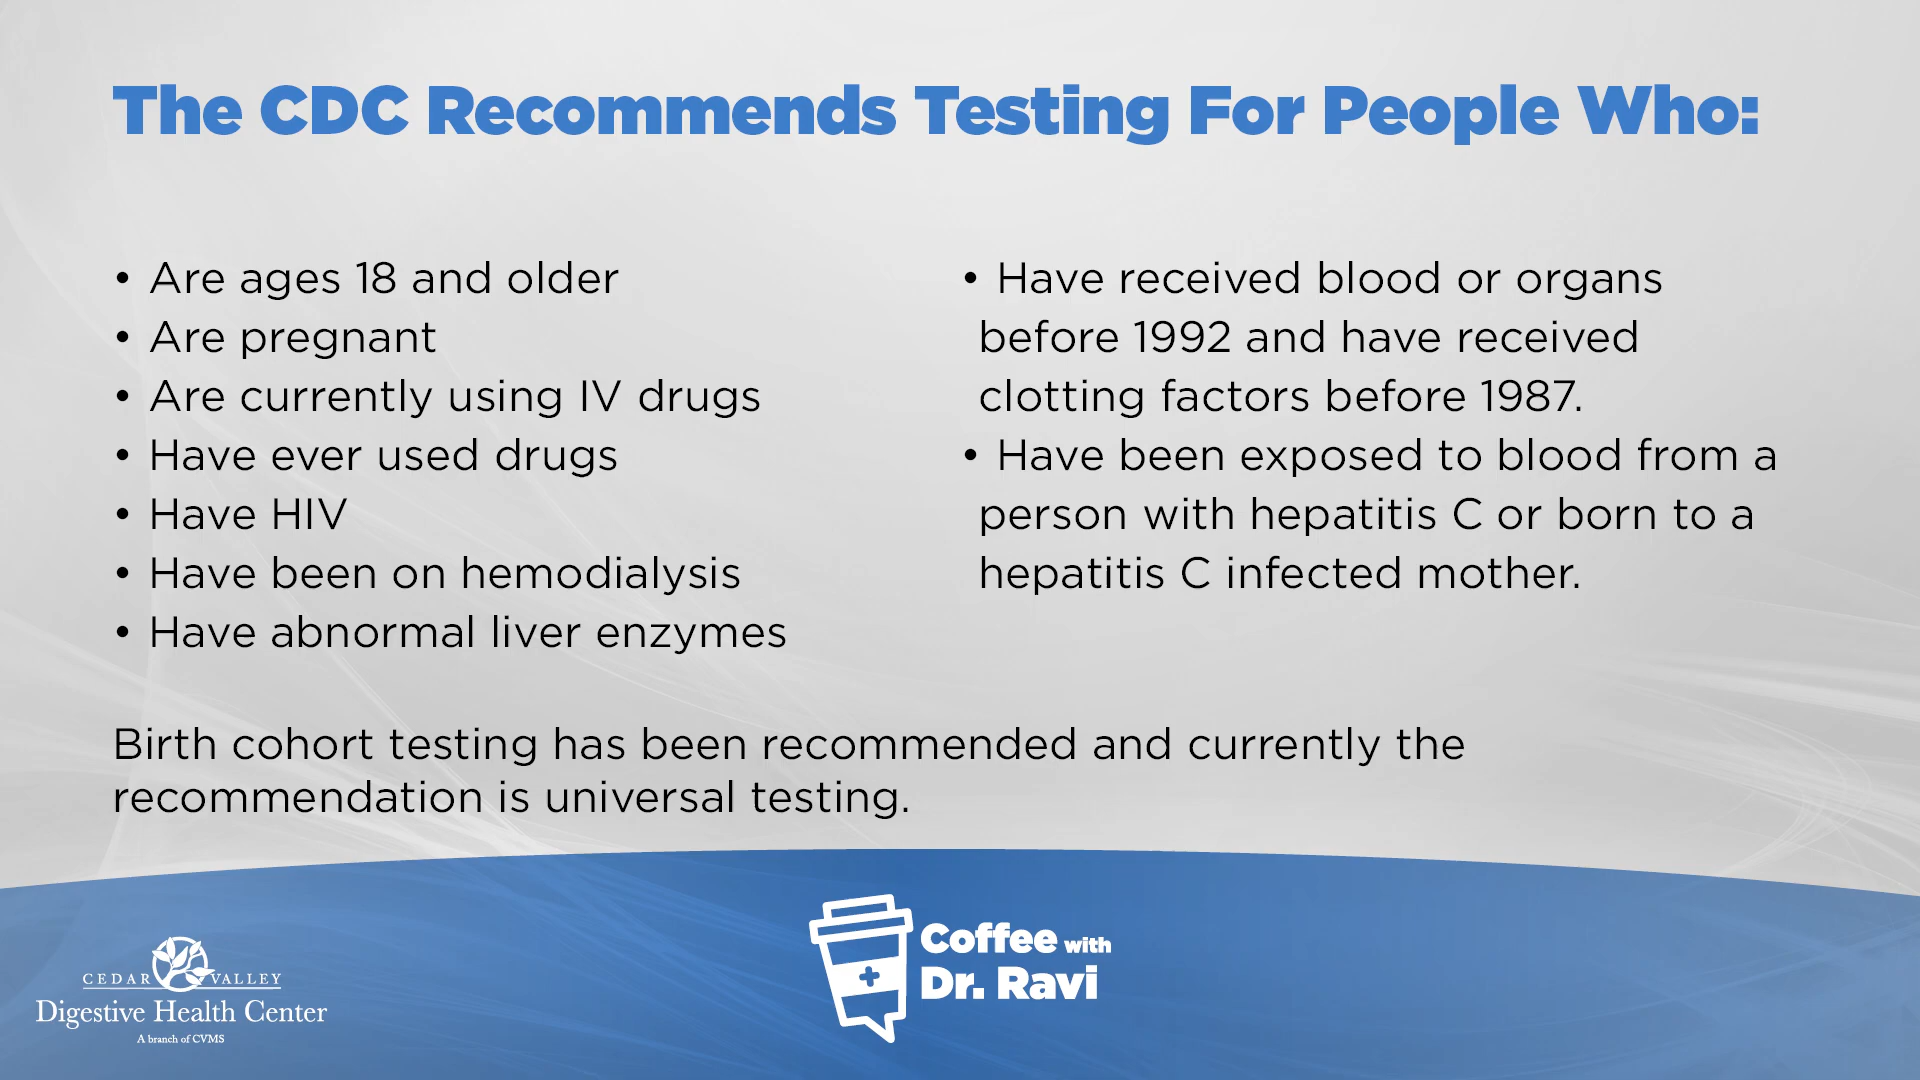 The CDC Recommends Testing For People Who:
• Are ages 18 and older
• Are pregnant
• Are currently using IV drugs
• Have ever used drugs
• Have HIV
• Have been on hemodialysis
• Have abnormal liver enzymes
• Have received blood or organs
before 1992 and have received
clotting factors before 1987.
• Have been exposed to blood from a
person with hepatitis C or born to a
hepatitis C infected mother.
Birth cohort testing has been recommended and currently the
recommendation is universal testing.
CEDAR VALLEY
Digestive Health Center
A branch of CVMS
Coffee with
Dr. Ravi